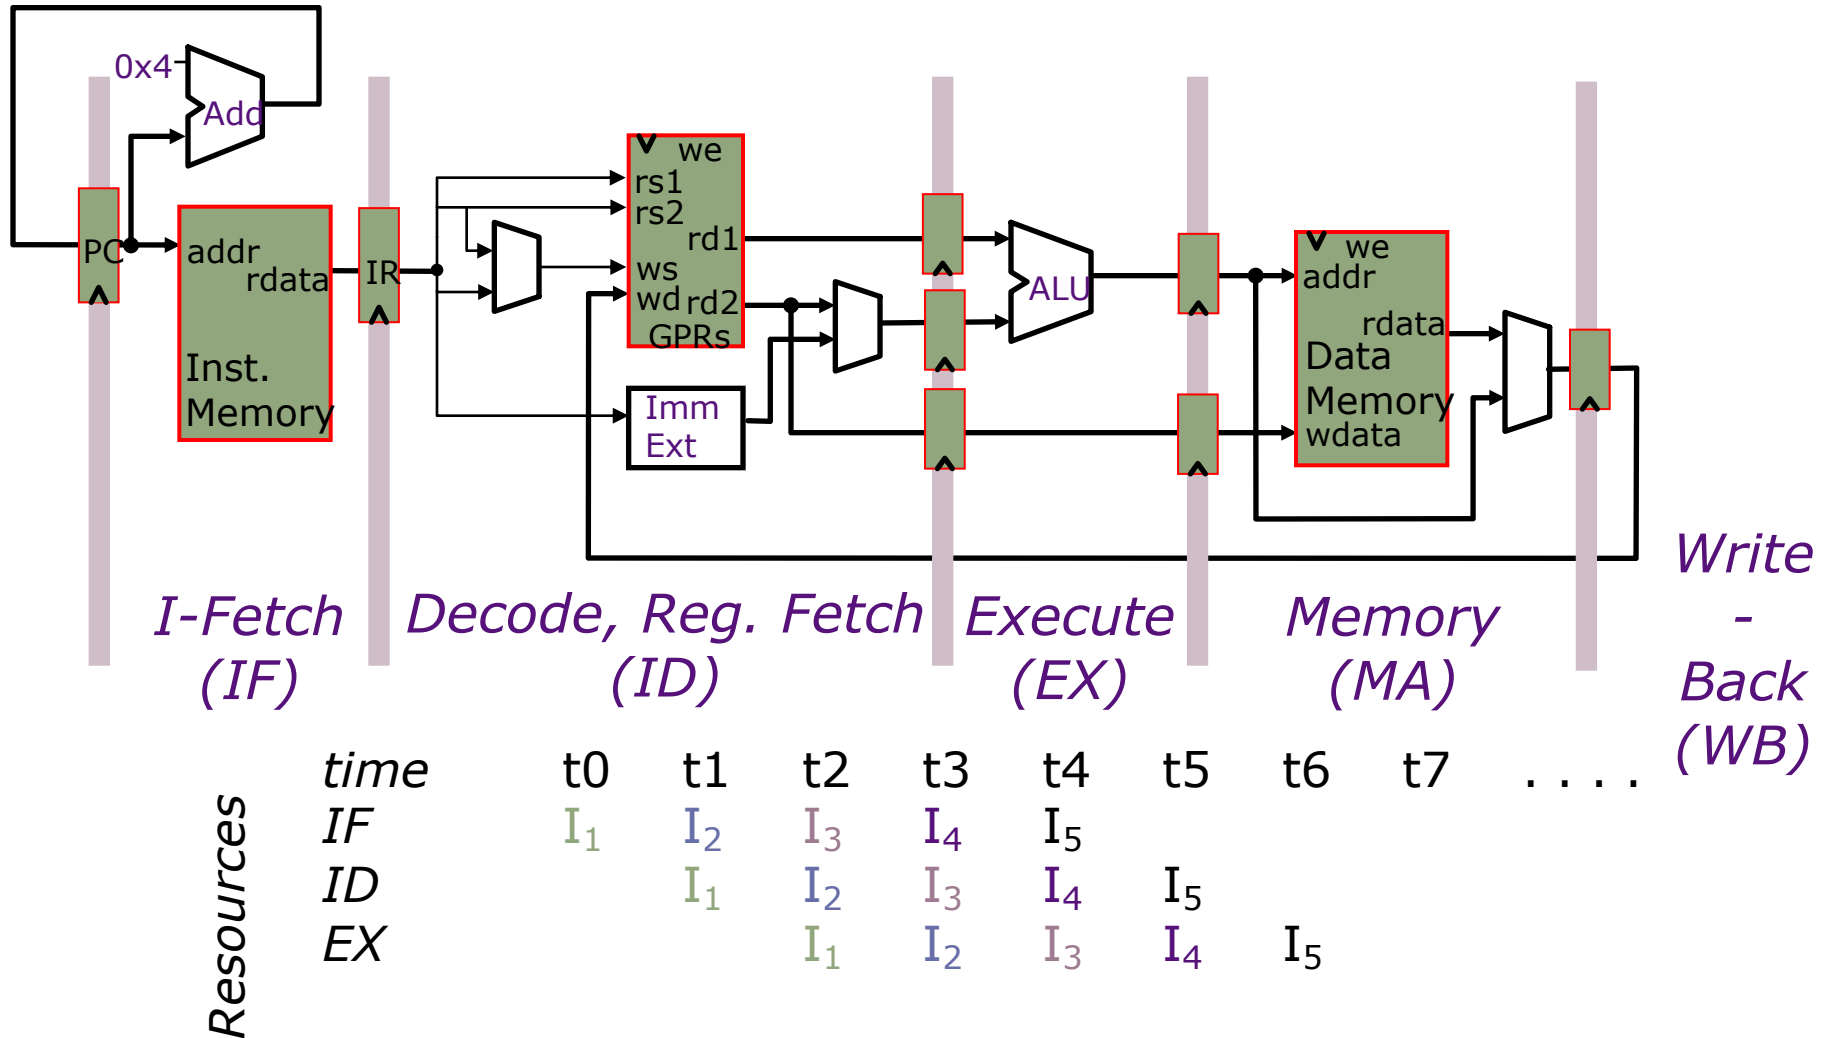 0x4
Add
PC
addr
rdata
Inst.
Memory
IR
we
rs1
rs2
rd1
ws
wd
rd2
GPRs
Imm
Ext
ALU
we
addr
rdata
Data
Memory
wdata
I-Fetch
(IF)
Decode, Reg. Fetch
(ID)
Execute
(EX)
Memory
(MA)
Write
-
Back
(WB)
time t0 t1 t2 t3 t4 t5 t6 t7 . . . .
Resources
IF I1 I2 I3 I4 I5
ID I1 I2 I3 I4 I5
EX I1 I2 I3 I4 I5